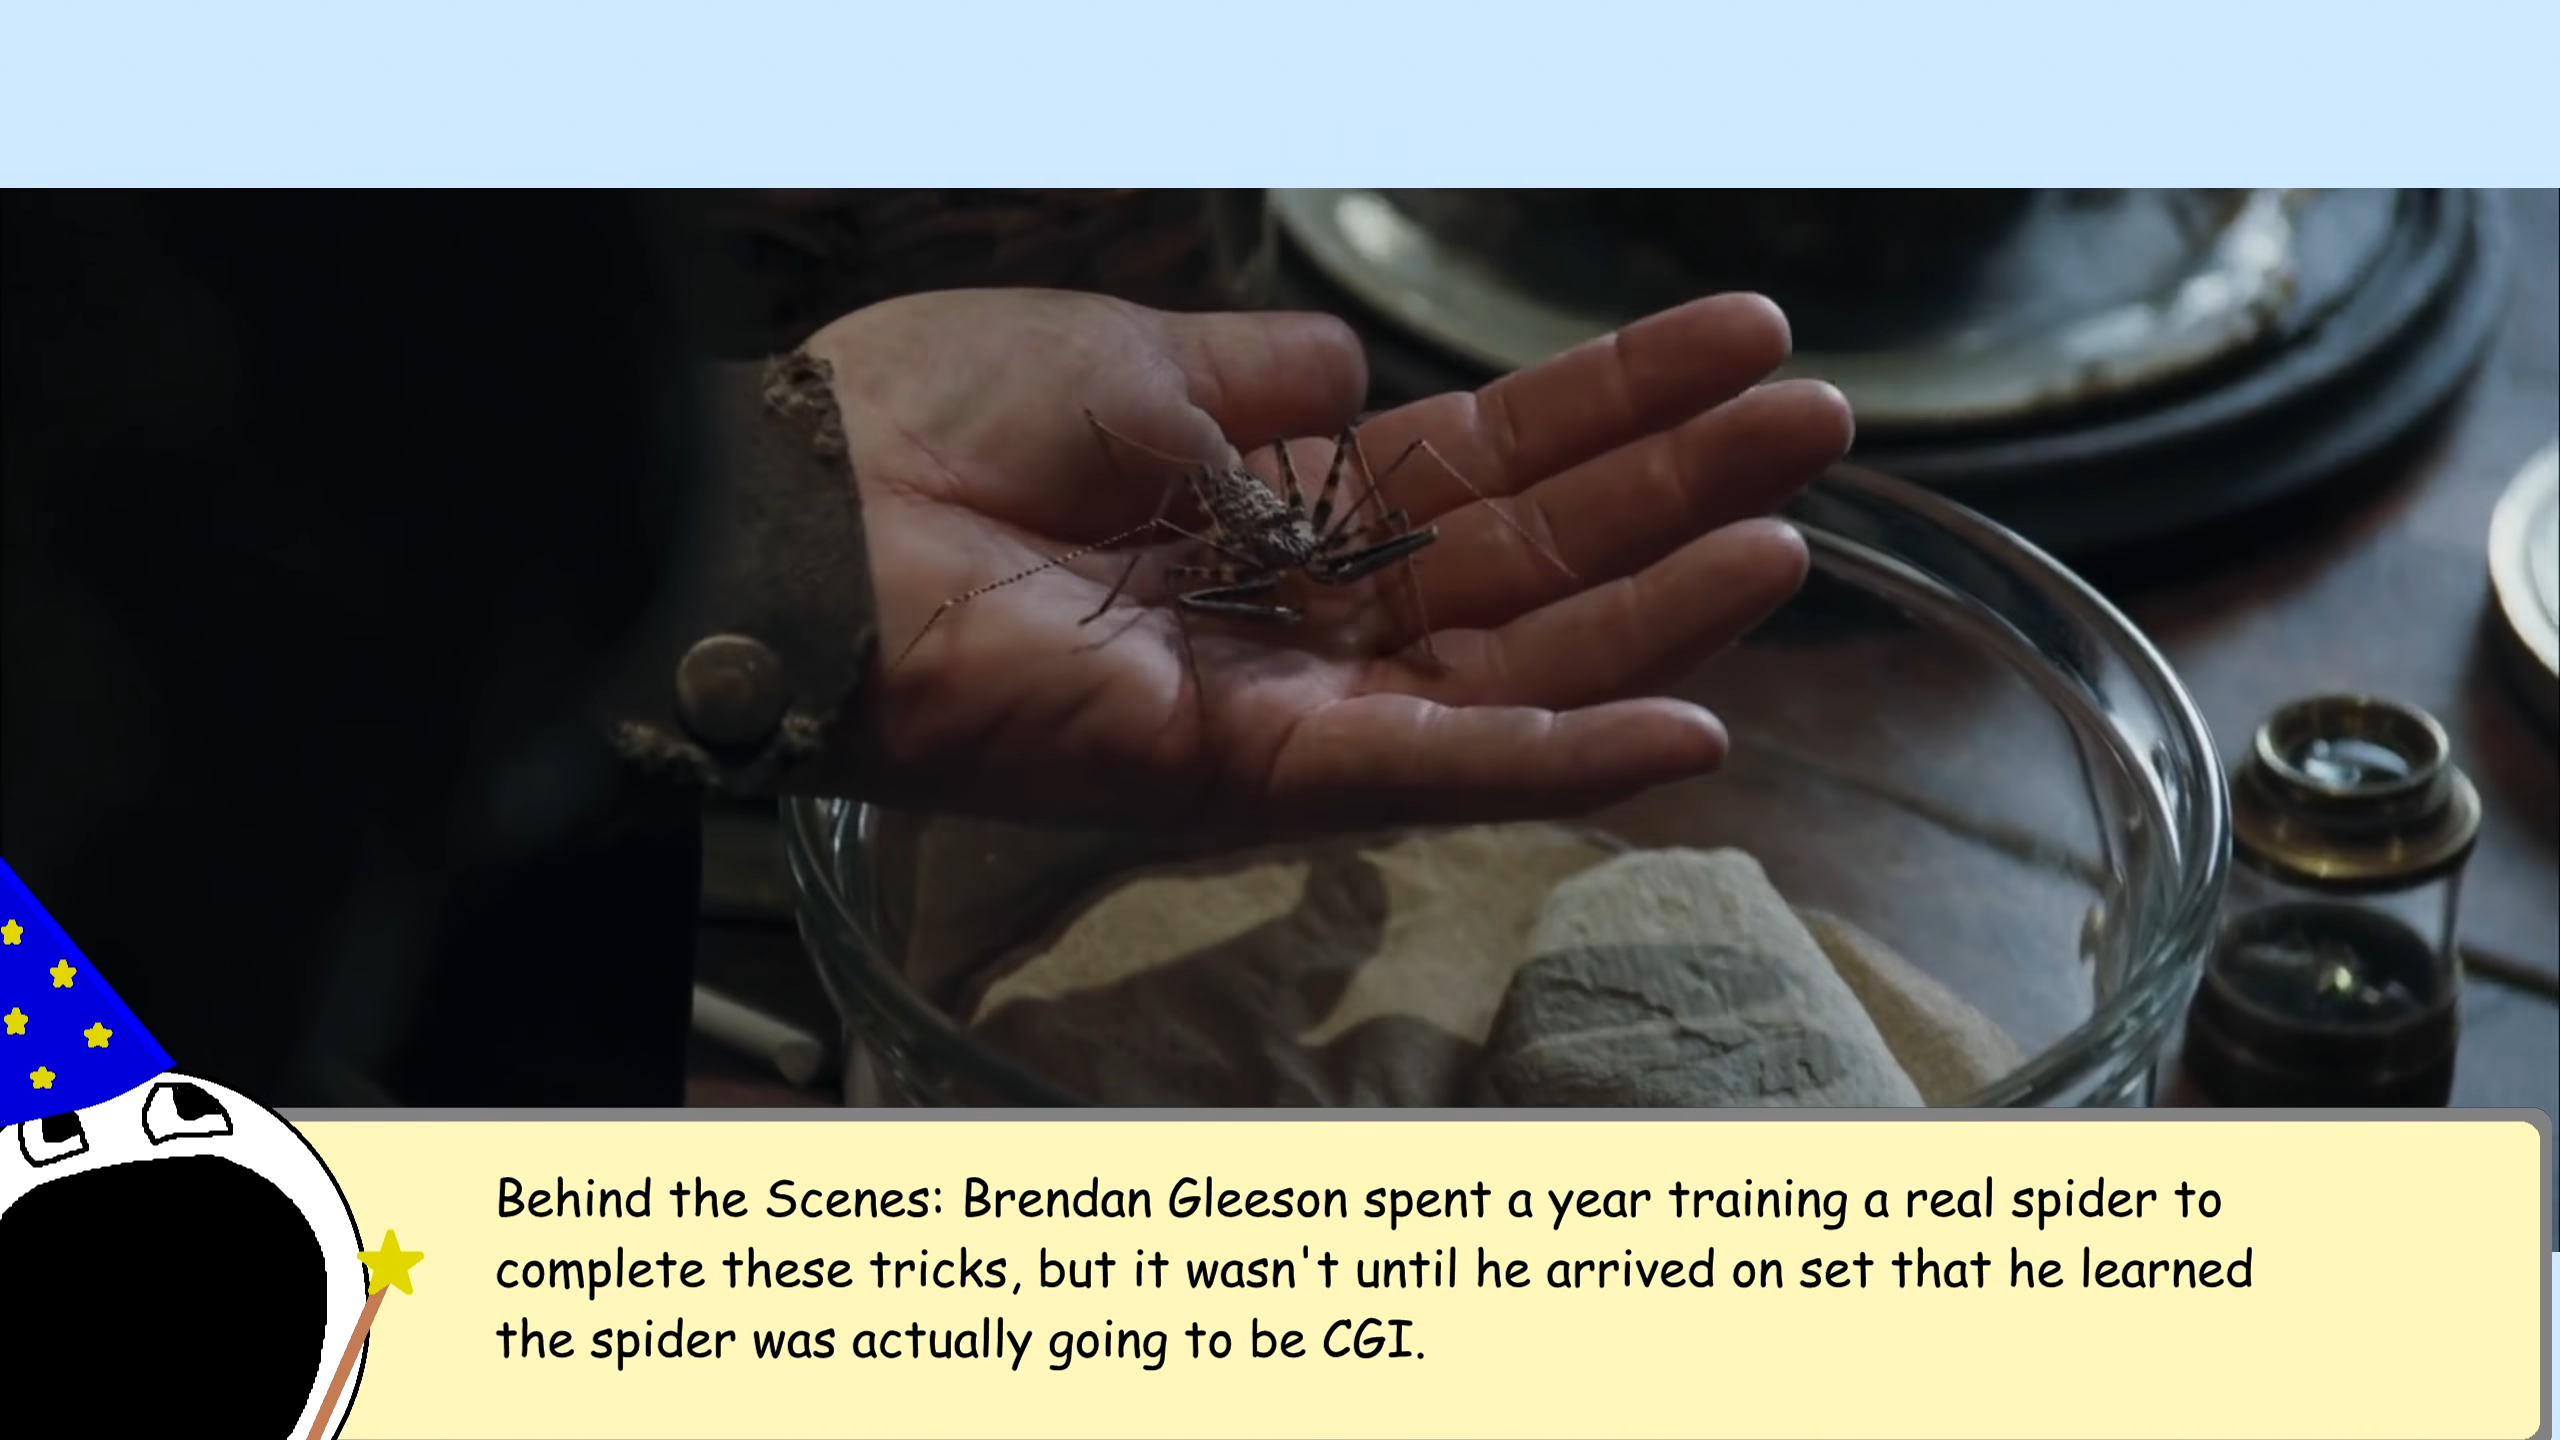 Behind the Scenes: Brendan Gleeson spent a year training a real spider to
complete these tricks, but it wasn't until he arrived on set that he learned
the spider was actually going to be CGI.